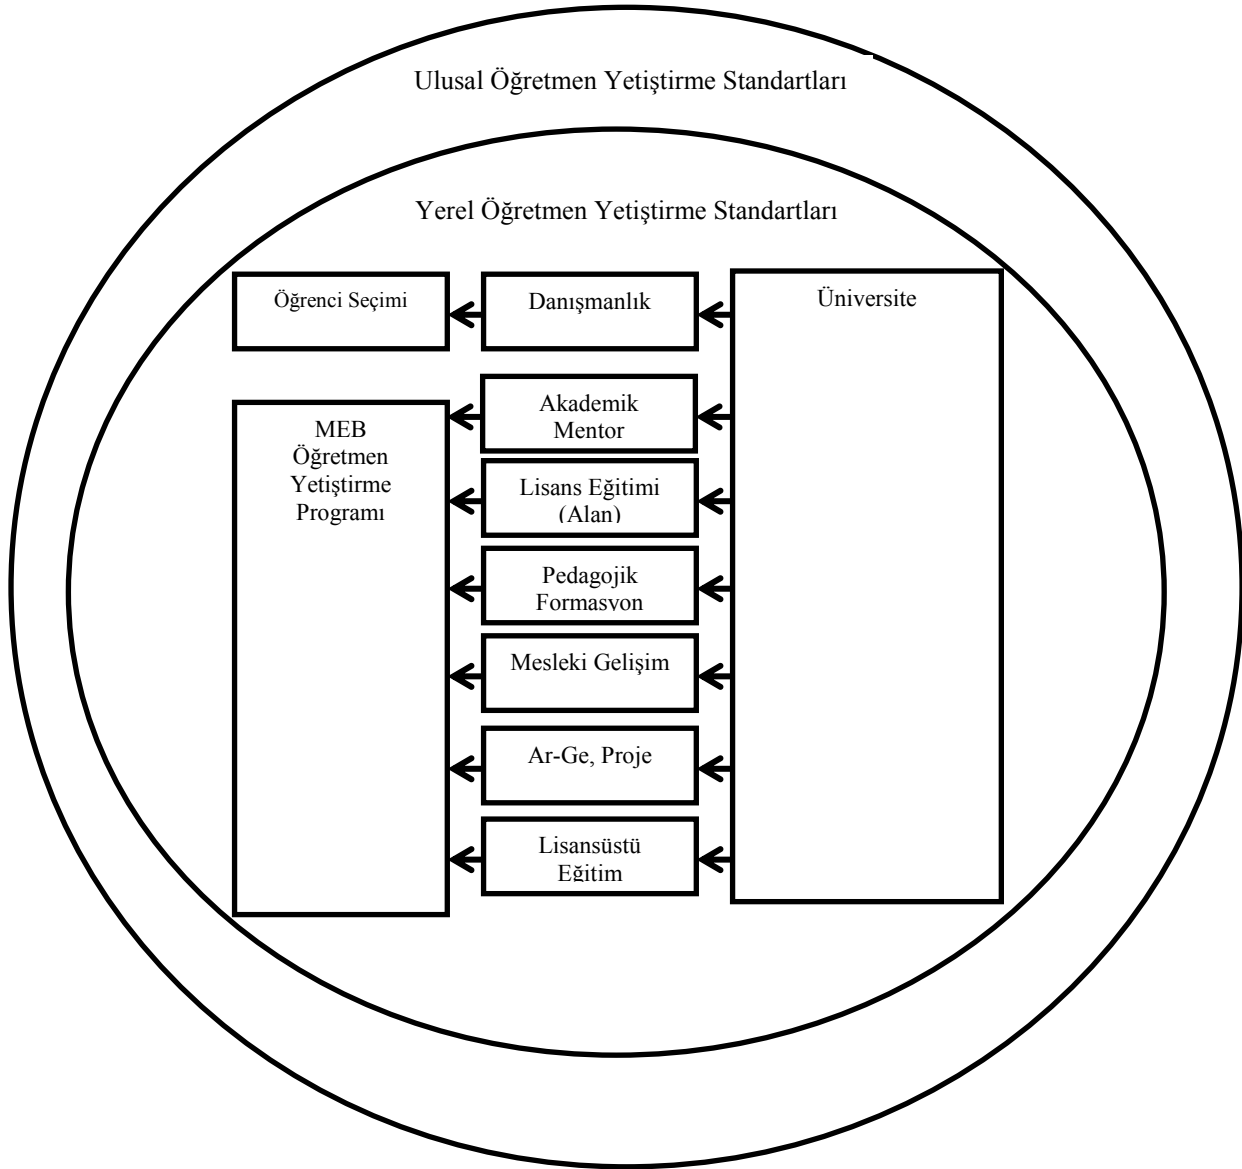 Ulusal Öğretmen Yetiştirme Standartları
Yerel Öğretmen Yetiştirme Standartları
Öğrenci Seçimi
Danışmanlık
Üniversite
MEB
Öğretmen
Yetiştirme
Programı
Akademik
Mentor
Lisans Eğitimi
(Alan)
Pedagojik
Formasyon
Mesleki Gelişim
Ar-Ge, Proje
Lisansüstü
Eğitim